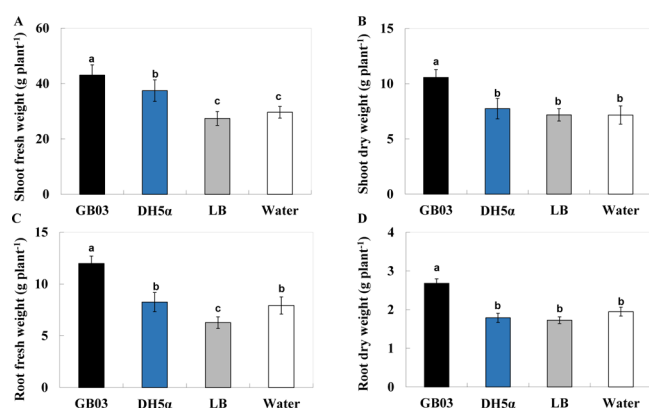 A
Shoot fresh weight (g plant⁻¹)
60
40
20
0
a
b
c
c
GB03
DH5α
LB
Water
B
Shoot dry weight (g plant⁻¹)
15
10
5
0
a
b
b
b
GB03
DH5α
LB
Water
C
Root fresh weight (g plant⁻¹)
15
10
5
0
a
b
c
b
GB03
DH5α
LB
Water
D
Root dry weight (g plant⁻¹)
4
3
2
1
0
a
b
b
b
GB03
DH5α
LB
Water